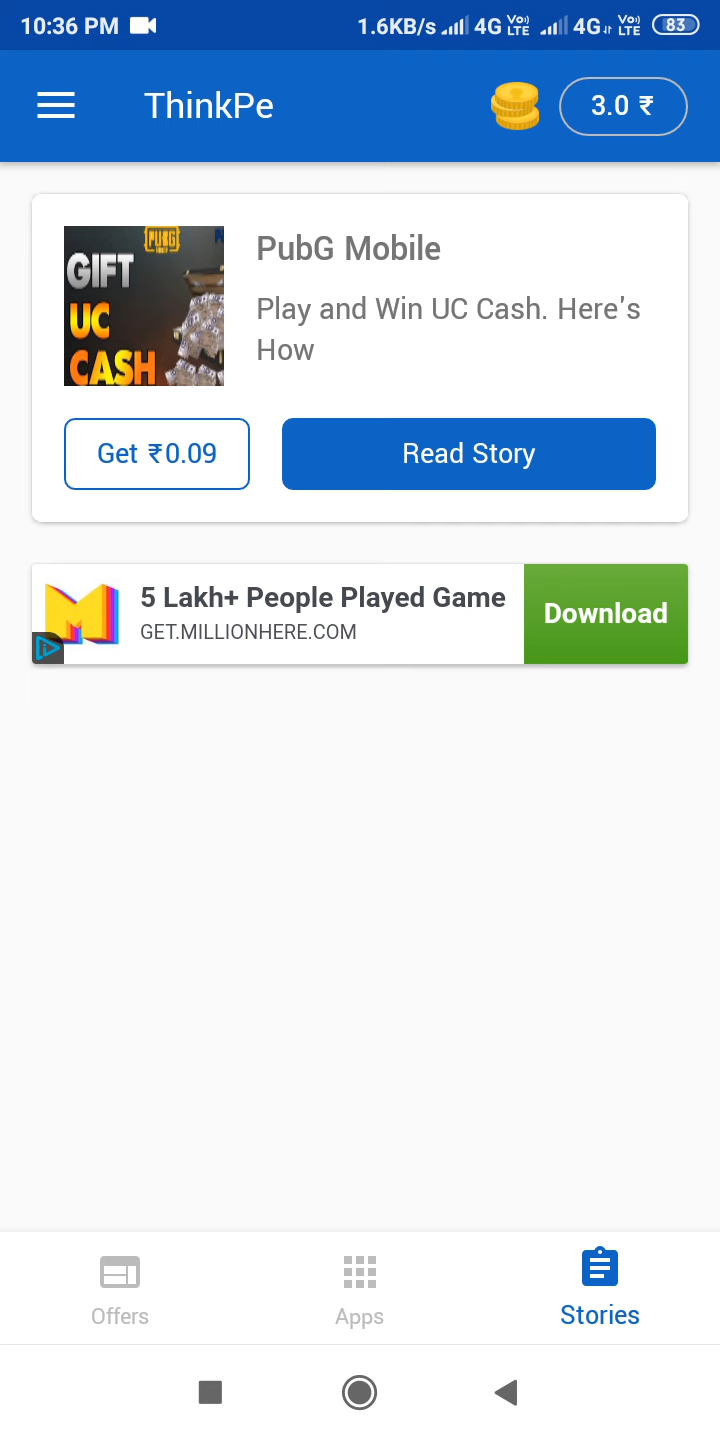 10:36 PM 1.6KB/s 4G Vo)) LTE 4G Vo)) LTE 83
ThinkPe 3.0 ₹
PUBG
GIFT
UC
CASH
PubG Mobile
Play and Win UC Cash. Here's
How
Get ₹0.09 Read Story
5 Lakh+ People Played Game
GET.MILLIONHERE.COM
Download
Offers Apps Stories